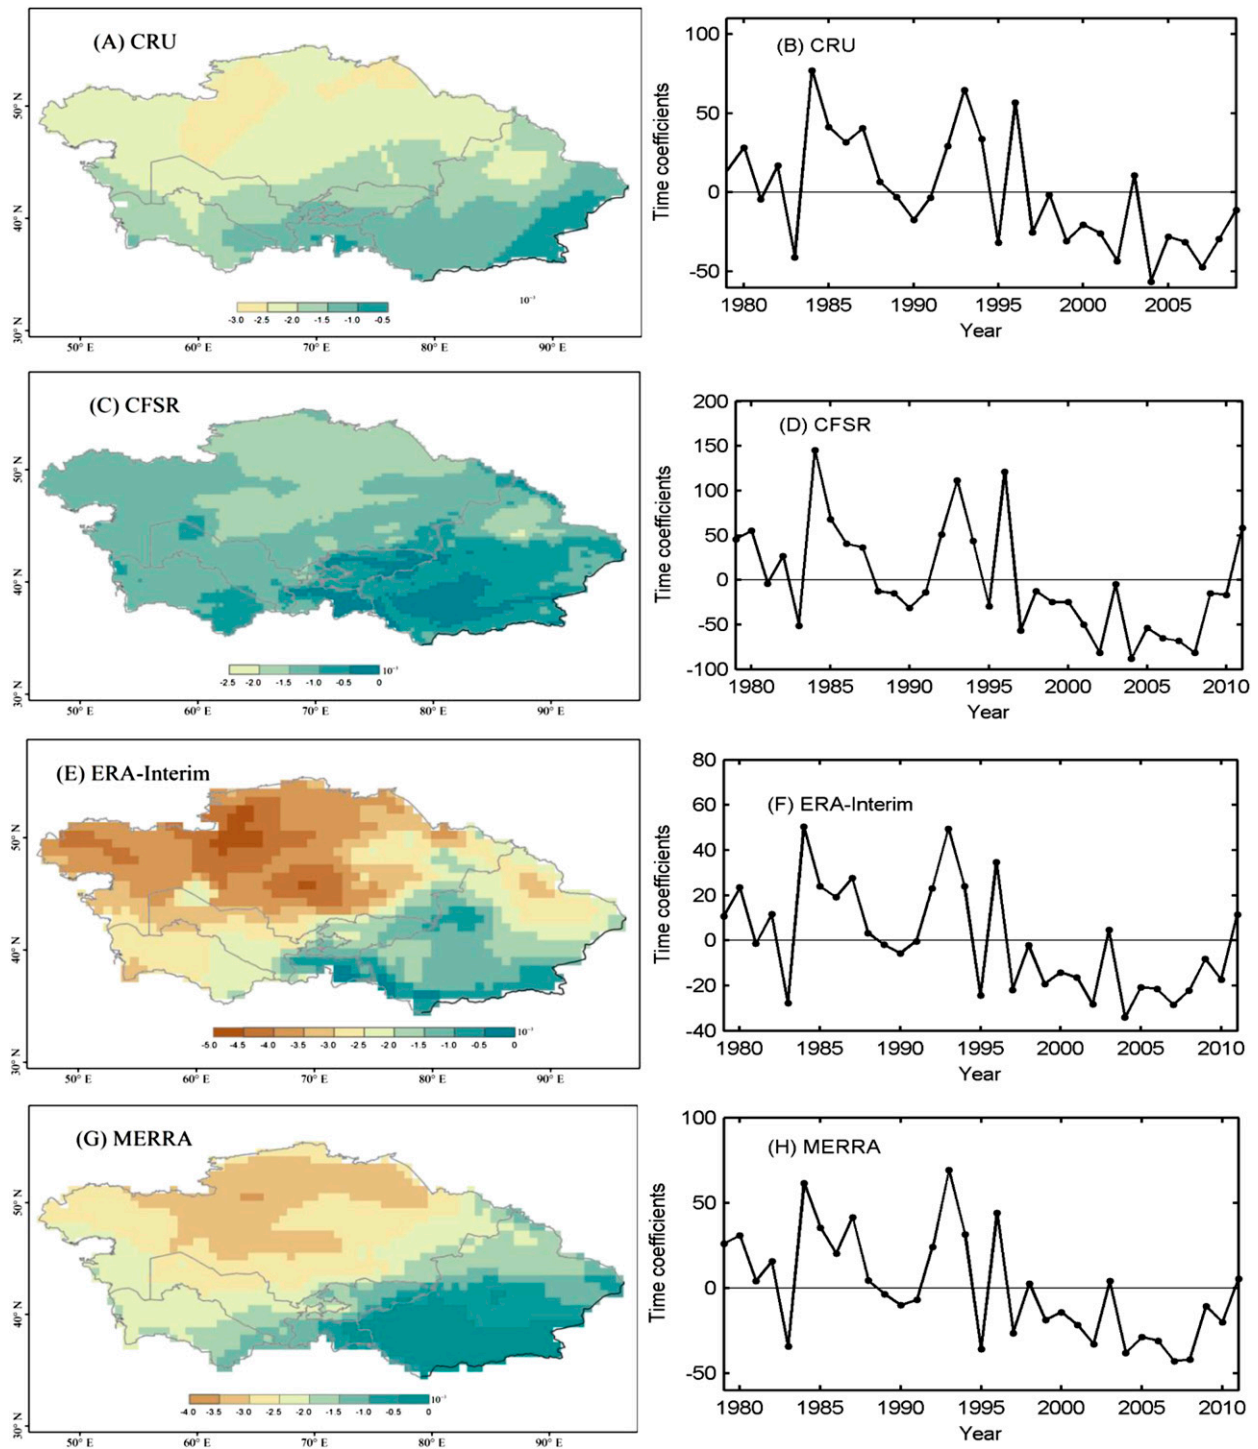 (A) CRU
50° N
40° N
30° N
10⁻³
-3.0 -2.5 -2.0 -1.5 -1.0 -0.5
50° E 60° E 70° E 80° E 90° E
(B) CRU
Time coefficients
100
50
0
-50
1980 1985 1990 1995 2000 2005
Year
(C) CFSR
50° N
40° N
30° N
10⁻³
-2.5 -2.0 -1.5 -1.0 -0.5 0
50° E 60° E 70° E 80° E 90° E
(D) CFSR
Time coefficients
200
150
100
50
0
-50
-100
1980 1985 1990 1995 2000 2005 2010
Year
(E) ERA-Interim
50° N
40° N
30° N
10⁻³
-5.0 -4.5 -4.0 -3.5 -3.0 -2.5 -2.0 -1.5 -1.0 -0.5 0
50° E 60° E 70° E 80° E 90° E
(F) ERA-Interim
Time coefficients
80
60
40
20
0
-20
-40
1980 1985 1990 1995 2000 2005 2010
Year
(G) MERRA
50° N
40° N
30° N
10⁻³
-4.0 -3.5 -3.0 -2.5 -2.0 -1.5 -1.0 -0.5 0
50° E 60° E 70° E 80° E 90° E
(H) MERRA
Time coefficients
100
50
0
-50
1980 1985 1990 1995 2000 2005 2010
Year